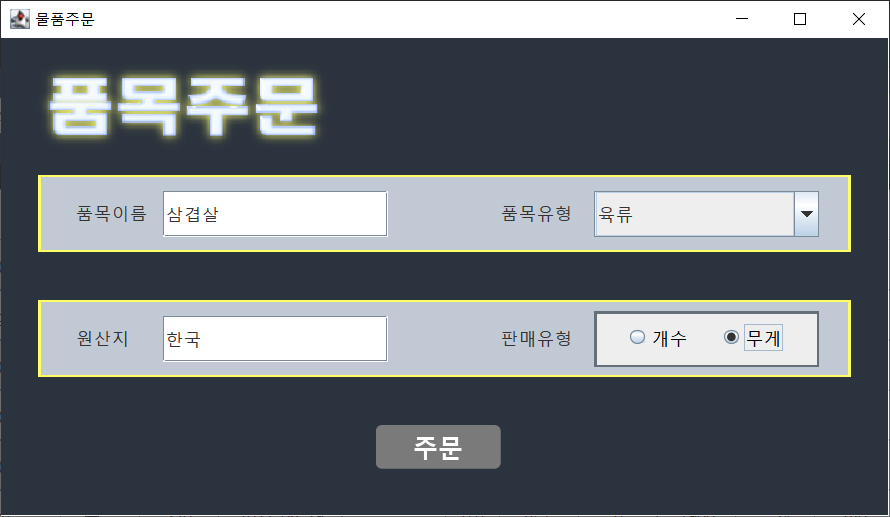 물품주문
품목주문
품목이름 삼겹살 품목유형 육류
원산지 한국 판매유형 개수 무게
주문